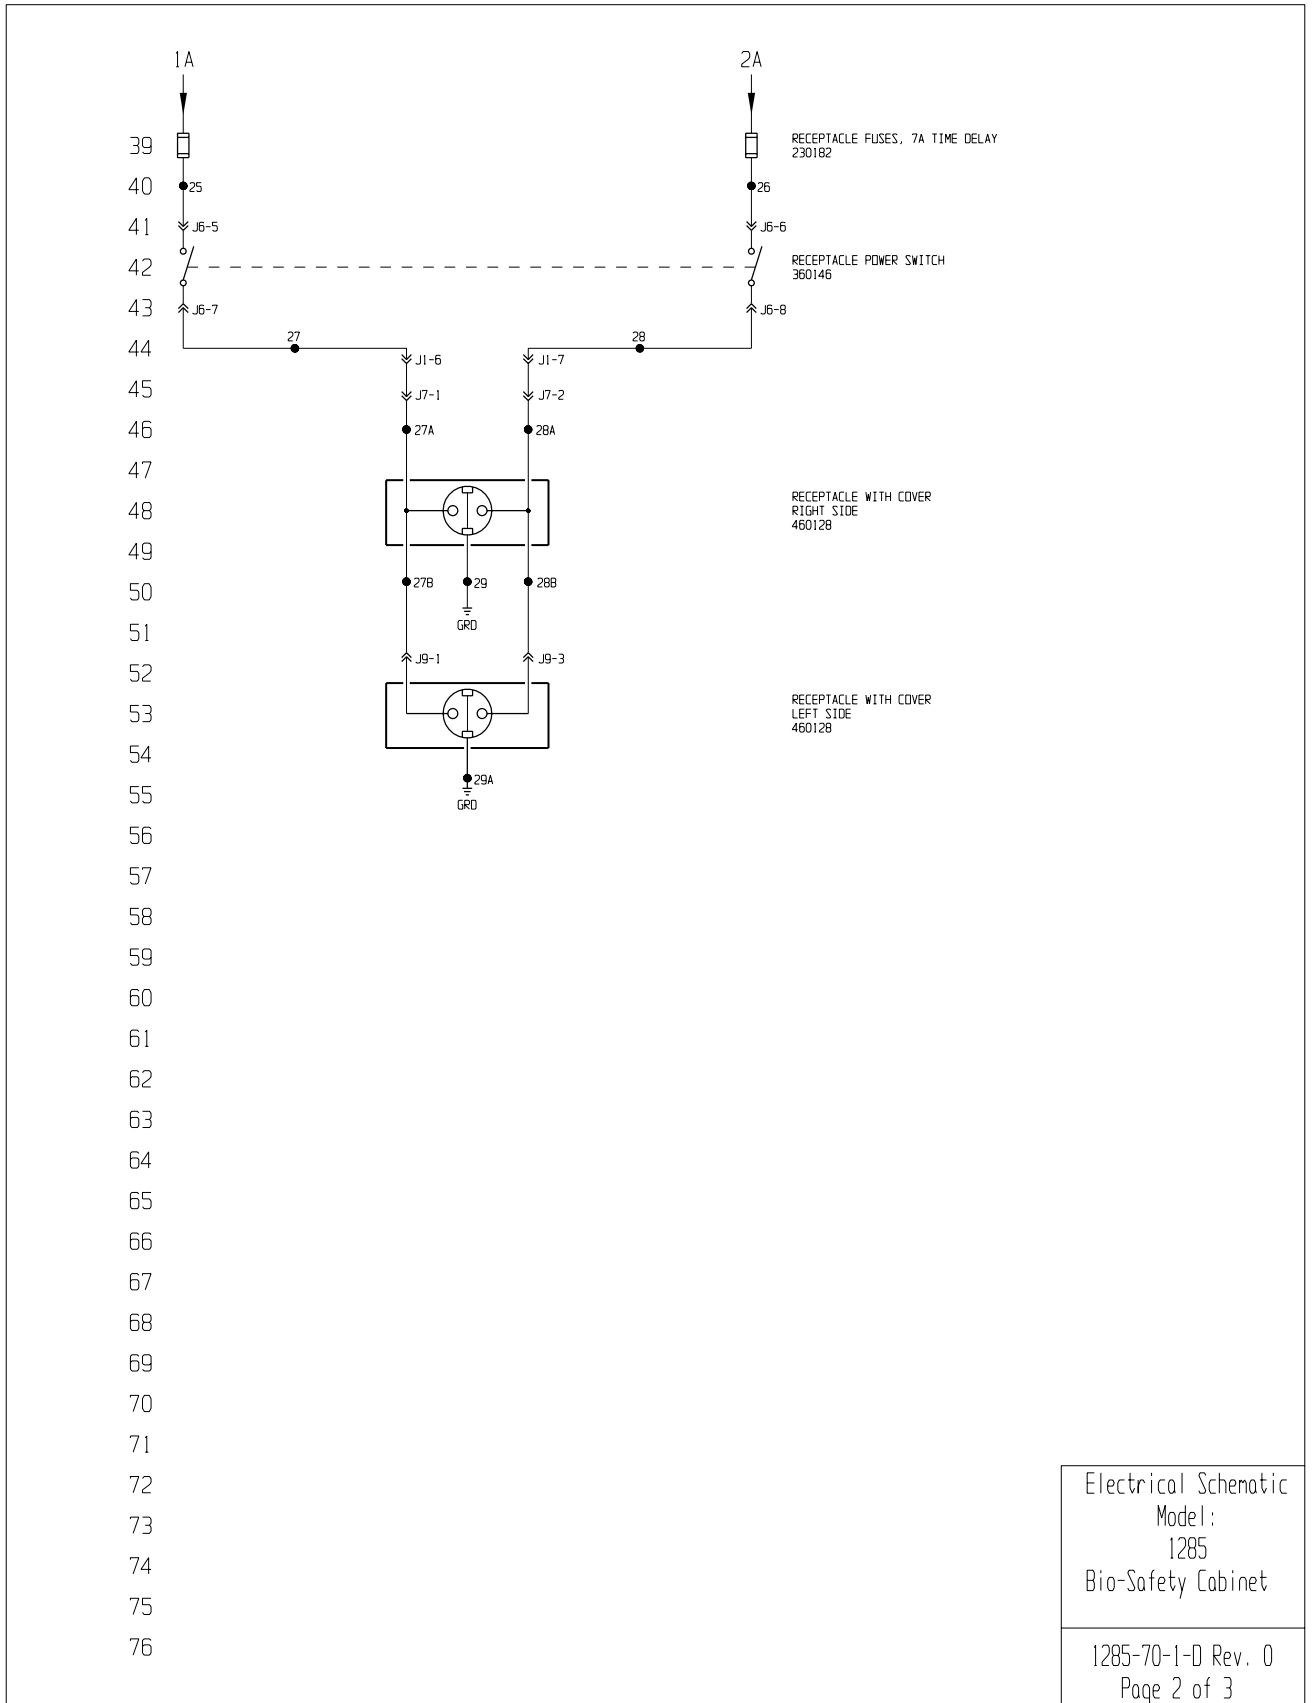 1A 2A
39 RECEPTACLE FUSES, 7A TIME DELAY
230182
40 25 26
41 J6-5 J6-6
42 RECEPTACLE POWER SWITCH
360146
43 J6-7 J6-8
27 28
44
J1-6 J1-7
45 J7-1 J7-2
46 27A 28A
47
RECEPTACLE WITH COVER
48 RIGHT SIDE
460128
49
27B 29 28B
50
GRD
51
J9-1 J9-3
52
RECEPTACLE WITH COVER
53 LEFT SIDE
460128
54
29A
55
GRD
56
57
58
59
60
61
62
63
64
65
66
67
68
69
70
71
72
73
74
75
76
Electrical Schematic
Model:
1285
Bio-Safety Cabinet
1285-70-1-D Rev. 0
Page 2 of 3